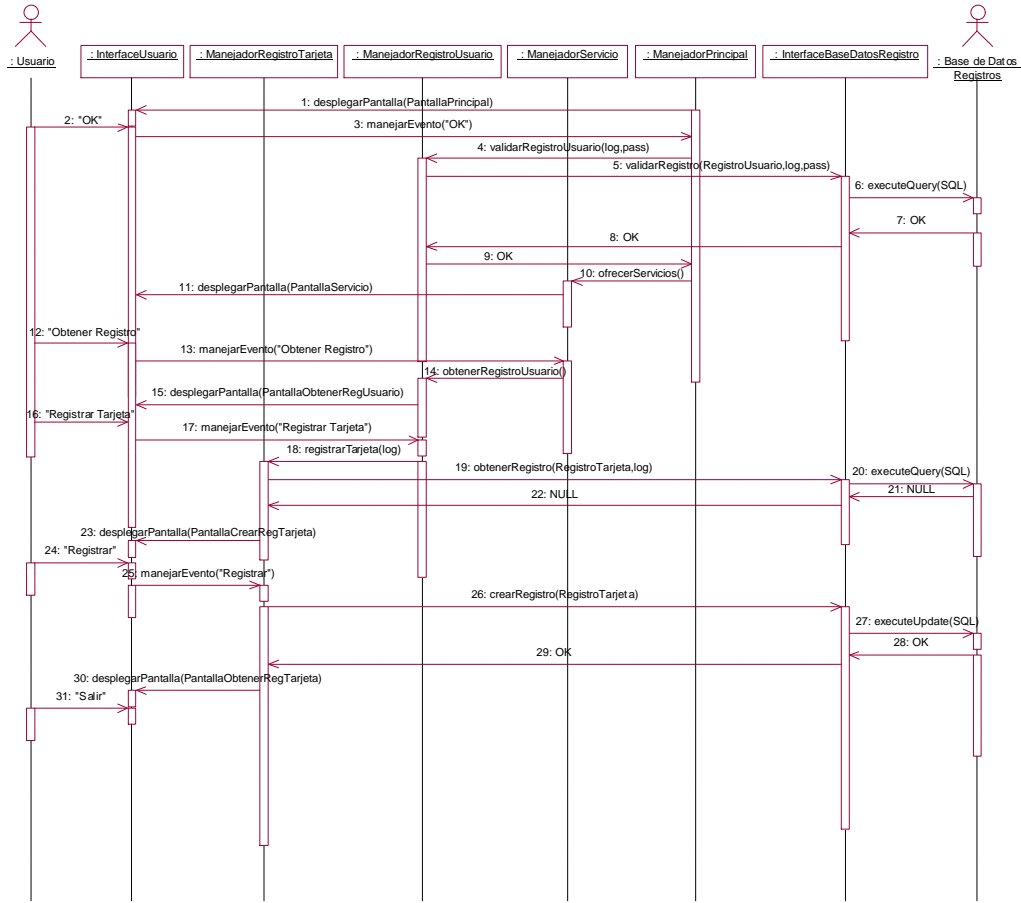 : Usuario
: InterfaceUsuario
: ManejadorRegistroTarjeta
: ManejadorRegistroUsuario
: ManejadorServicio
: ManejadorPrincipal
: InterfaceBaseDatosRegistro
: Base de Datos
Registros
1: desplegarPantalla(PantallaPrincipal)
2: "OK"
3: manejarEvento("OK")
4: validarRegistroUsuario(log,pass)
5: validarRegistro(RegistroUsuario,log,pass)
6: executeQuery(SQL)
7: OK
8: OK
9: OK
10: ofrecerServicios()
11: desplegarPantalla(PantallaServicio)
12: "Obtener Registro"
13: manejarEvento("Obtener Registro")
14: obtenerRegistroUsuario()
15: desplegarPantalla(PantallaObtenerRegUsuario)
16: "Registrar Tarjeta"
17: manejarEvento("Registrar Tarjeta")
18: registrarTarjeta(log)
19: obtenerRegistro(RegistroTarjeta,log)
20: executeQuery(SQL)
21: NULL
22: NULL
23: desplegarPantalla(PantallaCrearRegTarjeta)
24: "Registrar"
25: manejarEvento("Registrar")
26: crearRegistro(RegistroTarjeta)
27: executeUpdate(SQL)
28: OK
29: OK
30: desplegarPantalla(PantallaObtenerRegTarjeta)
31: "Salir"